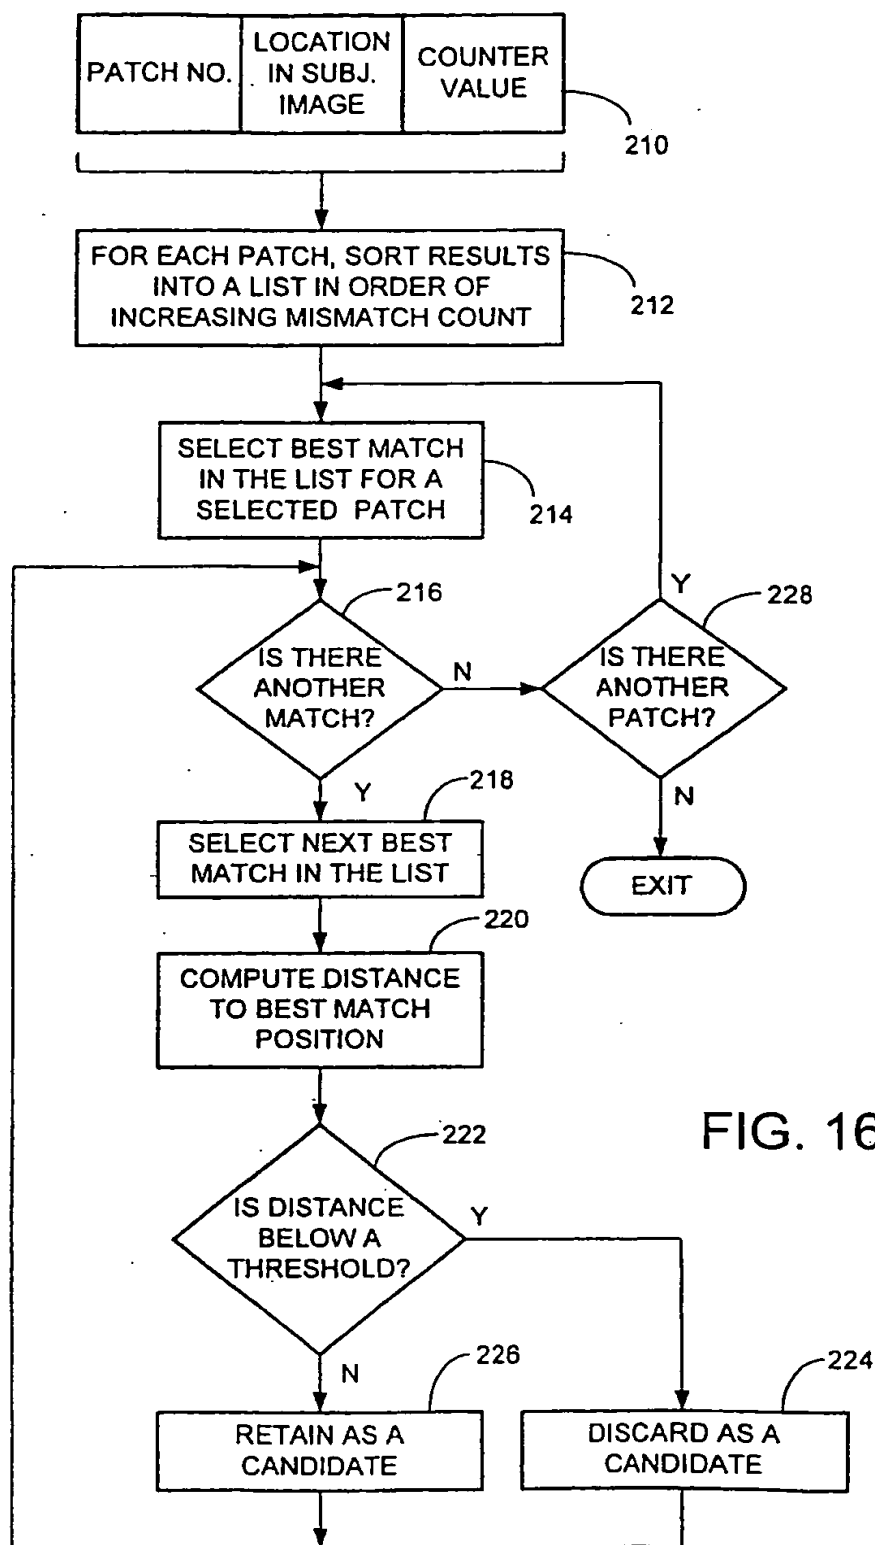 PATCH NO.
LOCATION
IN SUBJ.
IMAGE
COUNTER
VALUE
210
FOR EACH PATCH, SORT RESULTS
INTO A LIST IN ORDER OF
INCREASING MISMATCH COUNT
212
SELECT BEST MATCH
IN THE LIST FOR A
SELECTED PATCH
214
216
IS THERE
ANOTHER
MATCH?
N
Y
228
IS THERE
ANOTHER
PATCH?
Y
N
EXIT
218
SELECT NEXT BEST
MATCH IN THE LIST
220
COMPUTE DISTANCE
TO BEST MATCH
POSITION
FIG. 16
222
IS DISTANCE
BELOW A
THRESHOLD?
Y
N
226
RETAIN AS A
CANDIDATE
224
DISCARD AS A
CANDIDATE